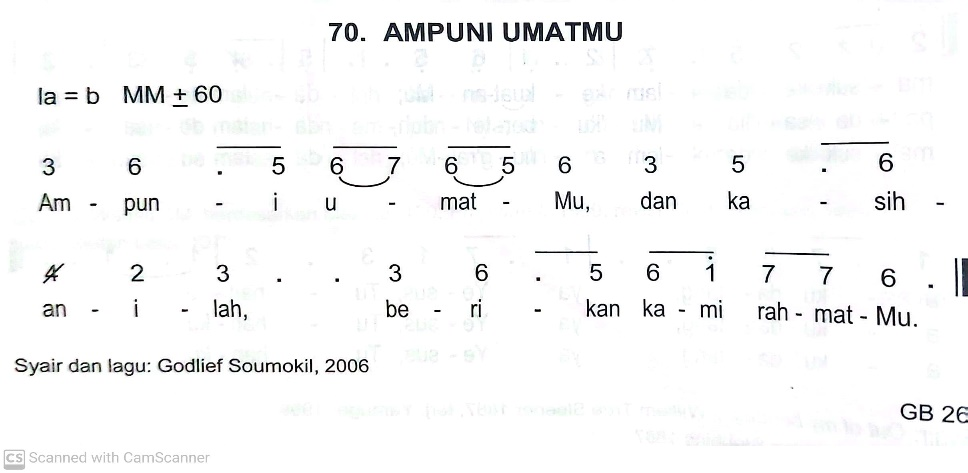 70. AMPUNI UMATMU
la = b MM ± 60
3 6 . 5 6 7 6 5 6 3 5 . 6
Am - pun - i u - mat - Mu, dan ka - sih -
4 2 3 . . 3 6 . 5 6 i 7 7 6 .
an - i - lah, be - ri - kan ka - mi rah - mat - Mu.
Syair dan lagu: Godlief Soumokil, 2006
GB 26
CS Scanned with CamScanner